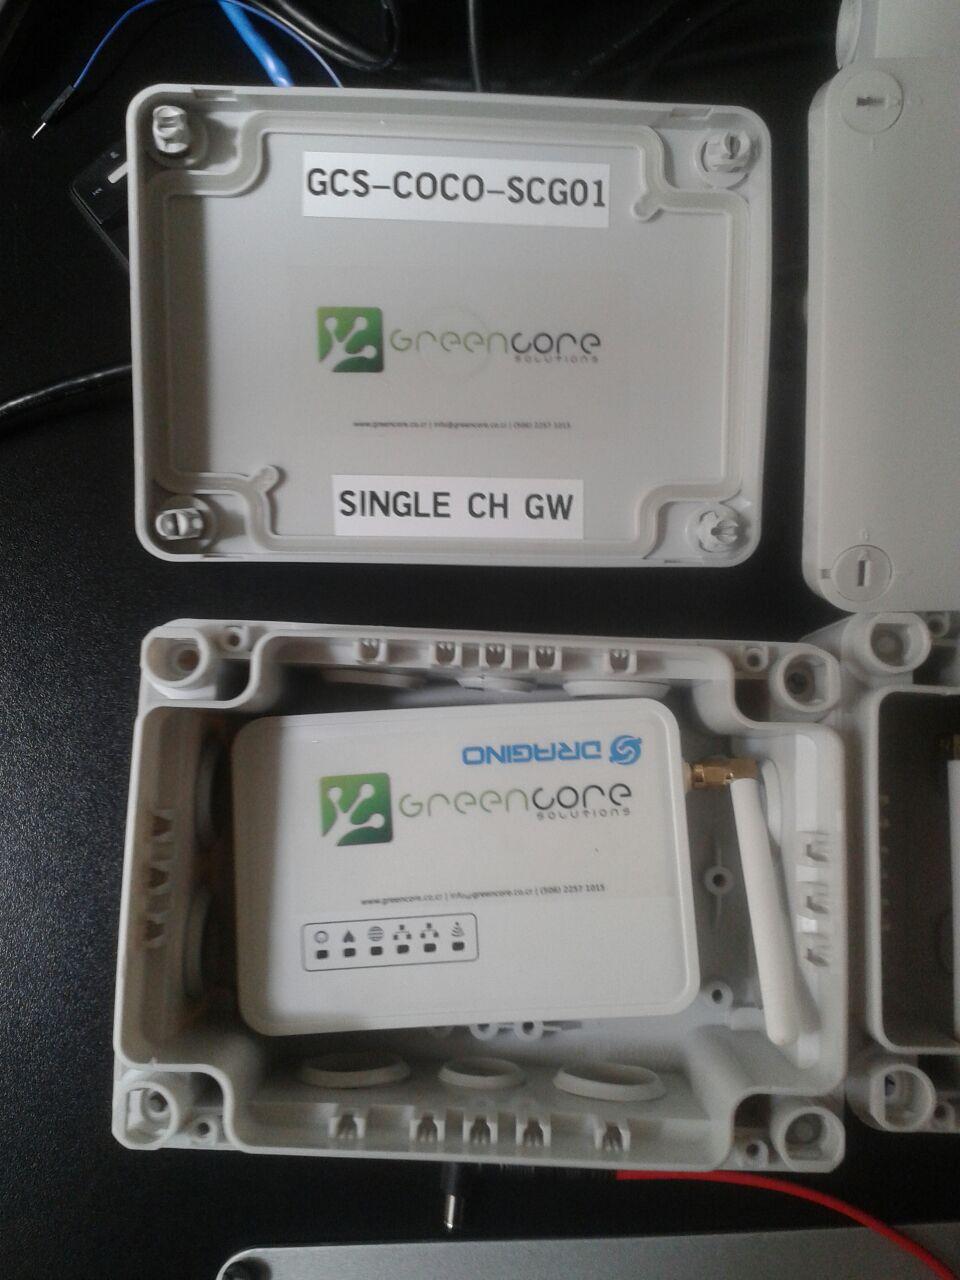 GCS-COCO-SCG01
Greencore
SOLUTIONS
www.greencore.co.cr | info@greencore.co.cr | (506) 2257 1015
SINGLE CH GW
DRAGINO
Greencore
SOLUTIONS
www.greencore.co.cr | info@greencore.co.cr | (506) 2257 1015